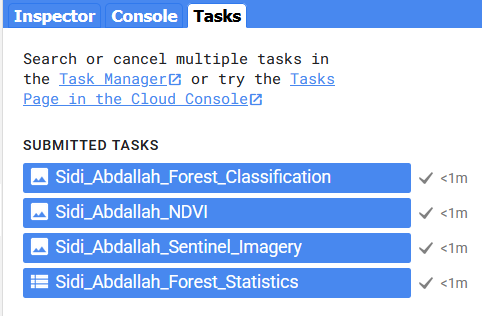 Inspector Console Tasks
Search or cancel multiple tasks in
the Task Manager or try the Tasks
Page in the Cloud Console
SUBMITTED TASKS
Sidi_Abdallah_Forest_Classification <1m
Sidi_Abdallah_NDVI <1m
Sidi_Abdallah_Sentinel_Imagery <1m
Sidi_Abdallah_Forest_Statistics <1m